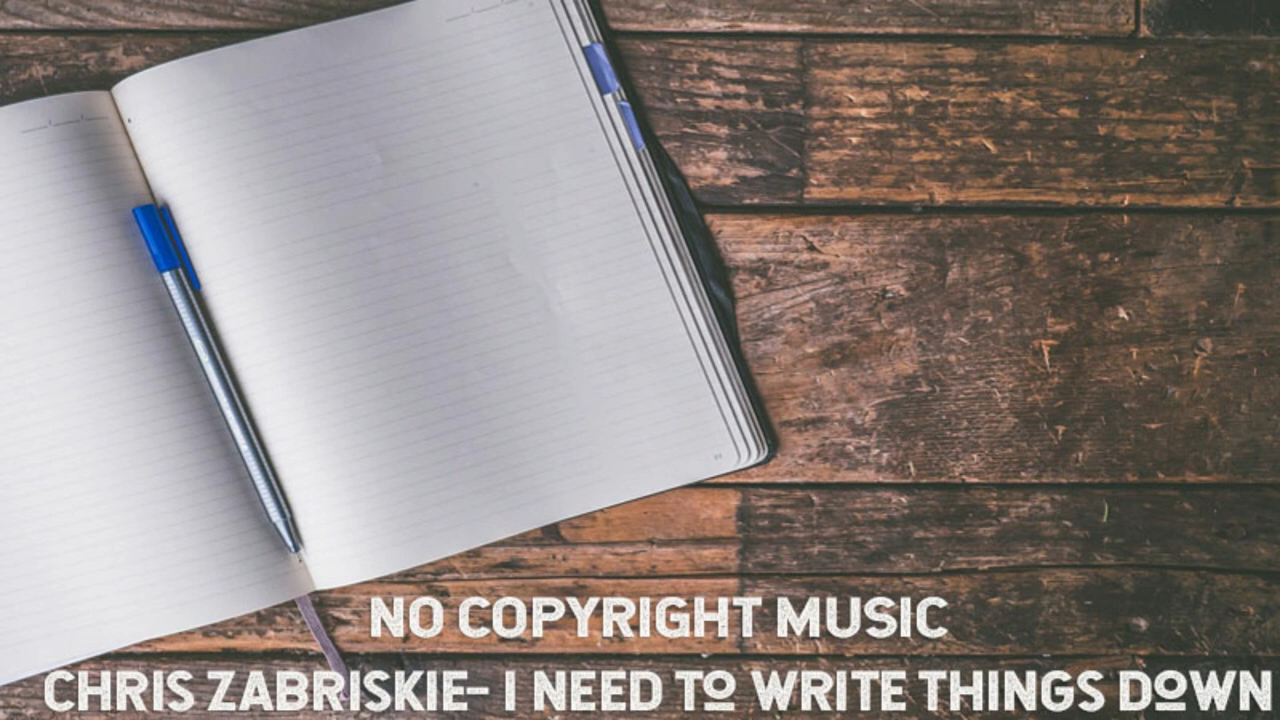 NO COPYRIGHT MUSIC
CHRIS ZABRISKIE- I NEED TO WRITE THINGS DOWN